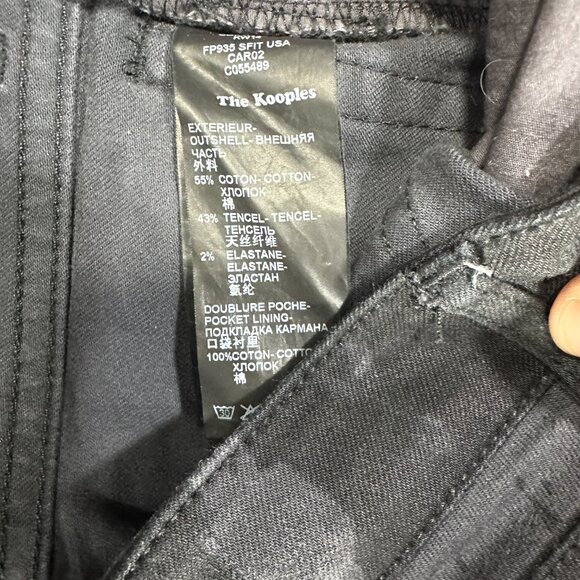 FP935 SFIT USA
CAR02
C055489
The Kooples
EXTERIEUR-
OUTSHELL- ВНЕШНЯЯ
ЧАСТЬ
外料
55% COTON- COTTON-
ХЛОПОК
棉
43% TENCEL- TENCEL-
ТЕНСЕЛЬ
天丝纤维
2% ELASTANE-
ELASTANE-
ЭЛАСТАН
氨纶
DOUBLURE POCHE-
POCKET LINING-
ПОДКЛАДКА КАРМАНА
口袋衬里
100% COTON- COTTO
ХЛОПОК
棉
30